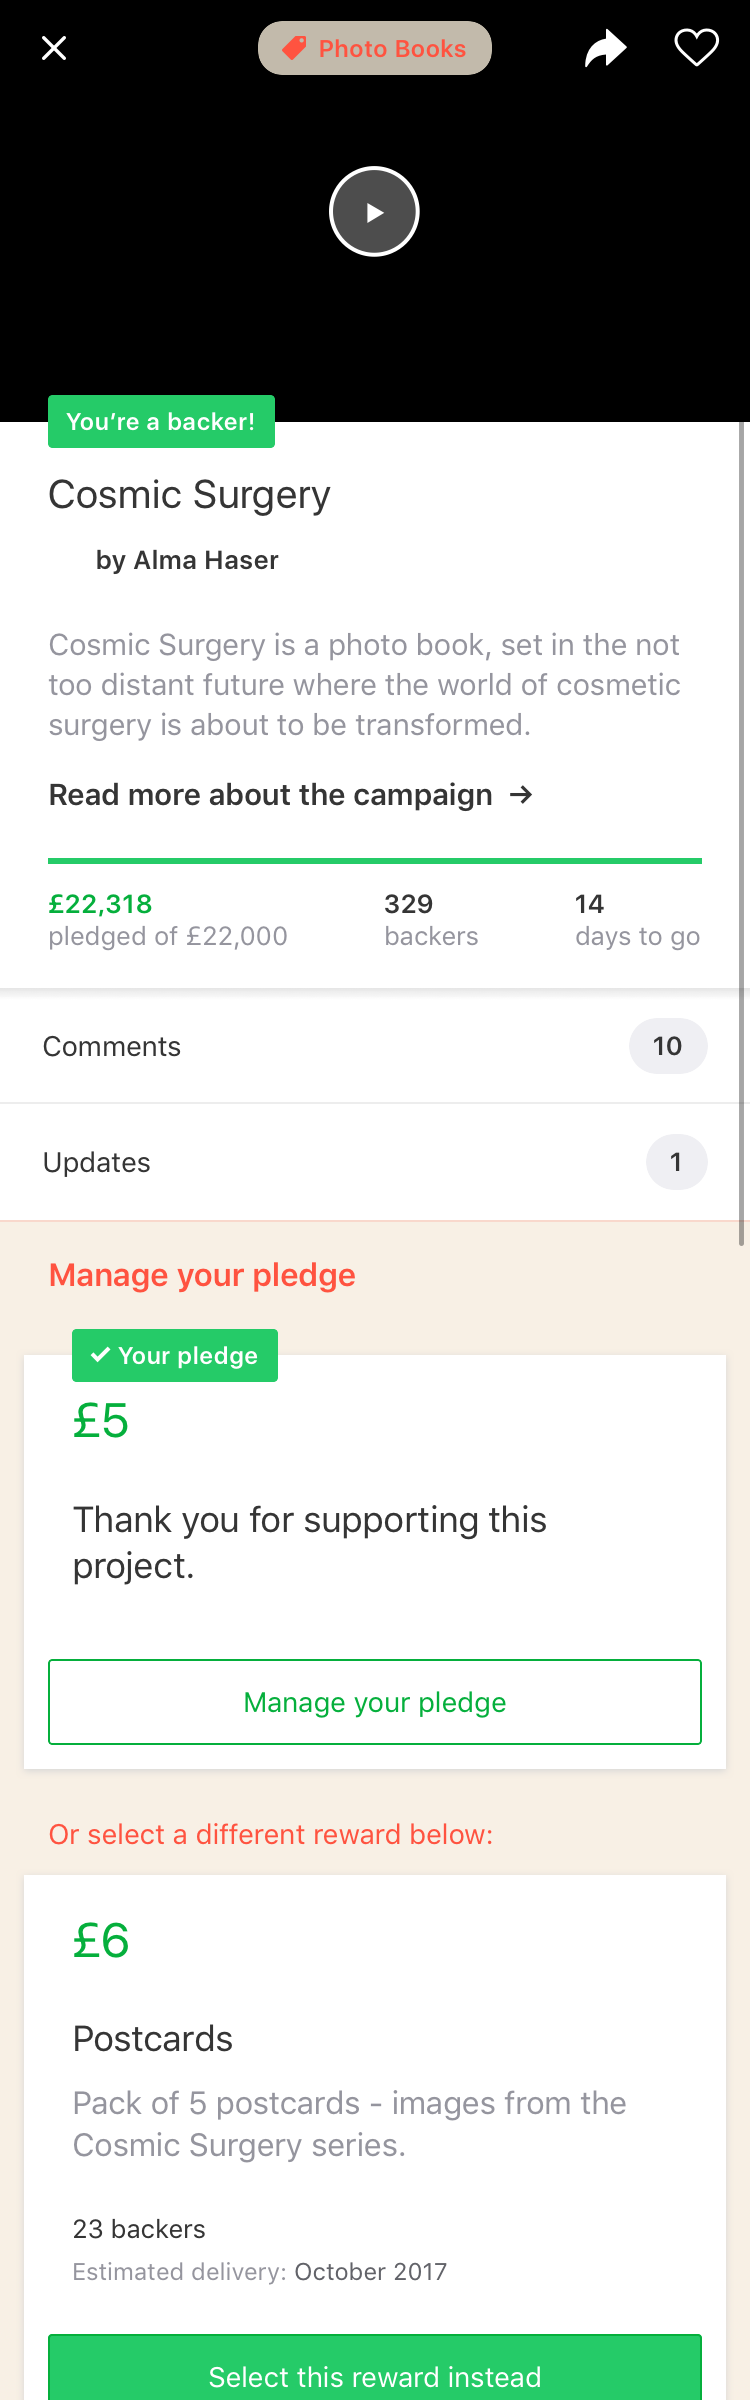 Photo Books
You’re a backer!
Cosmic Surgery
by Alma Haser
Cosmic Surgery is a photo book, set in the not
too distant future where the world of cosmetic
surgery is about to be transformed.
Read more about the campaign →
£22,318
pledged of £22,000
329
backers
14
days to go
Comments
10
Updates
1
Manage your pledge
Your pledge
£5
Thank you for supporting this
project.
Manage your pledge
Or select a different reward below:
£6
Postcards
Pack of 5 postcards - images from the
Cosmic Surgery series.
23 backers
Estimated delivery: October 2017
Select this reward instead